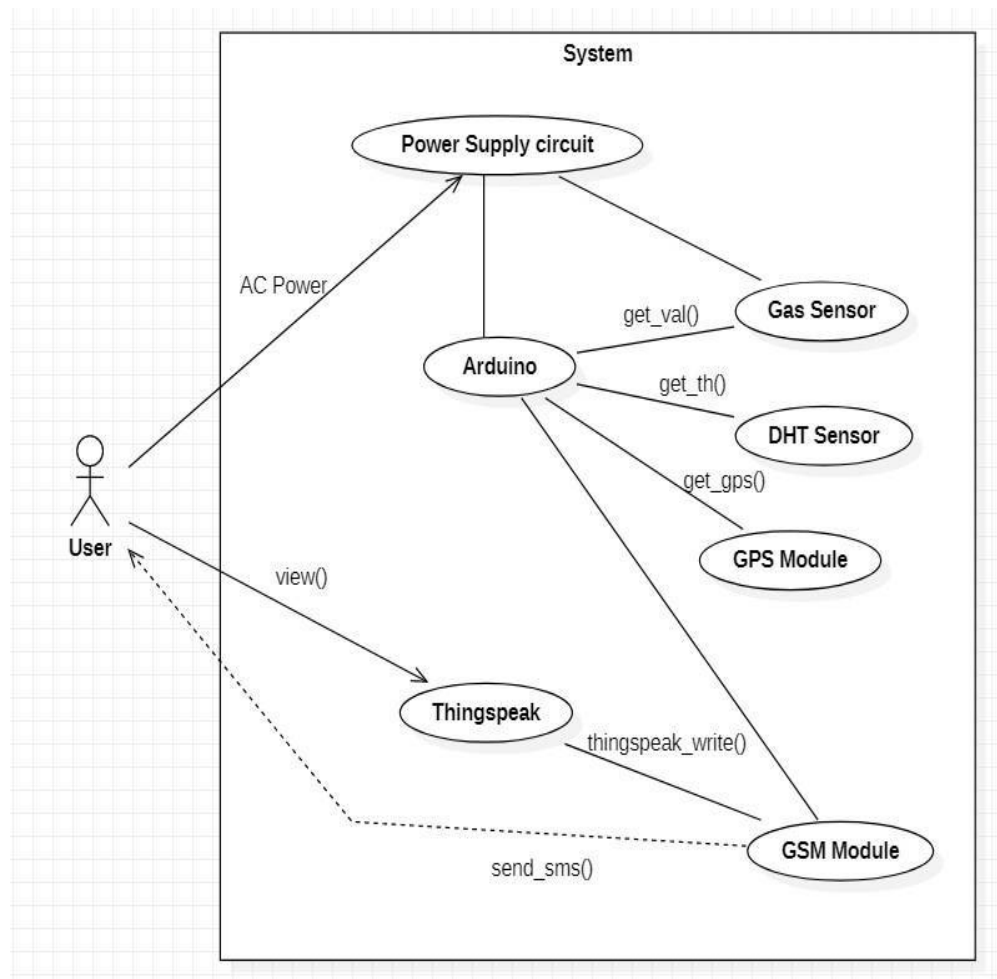 System
Power Supply circuit
AC Power
Gas Sensor
get_val()
Arduino
get_th()
DHT Sensor
get_gps()
User
GPS Module
view()
Thingspeak
thingspeak_write()
GSM Module
send_sms()